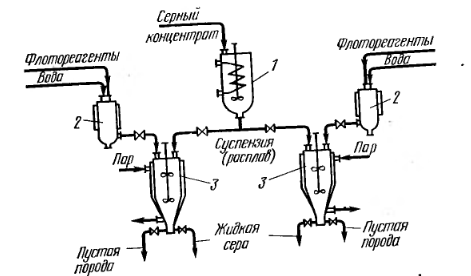 Серный
концентрат
Флотореагенты
Вода
Флотореагенты
Вода
1
2
2
Суспензия
(расплав)
Пар
Пар
3
3
Пустая
порода
Жидкая
сера
Пустая
порода